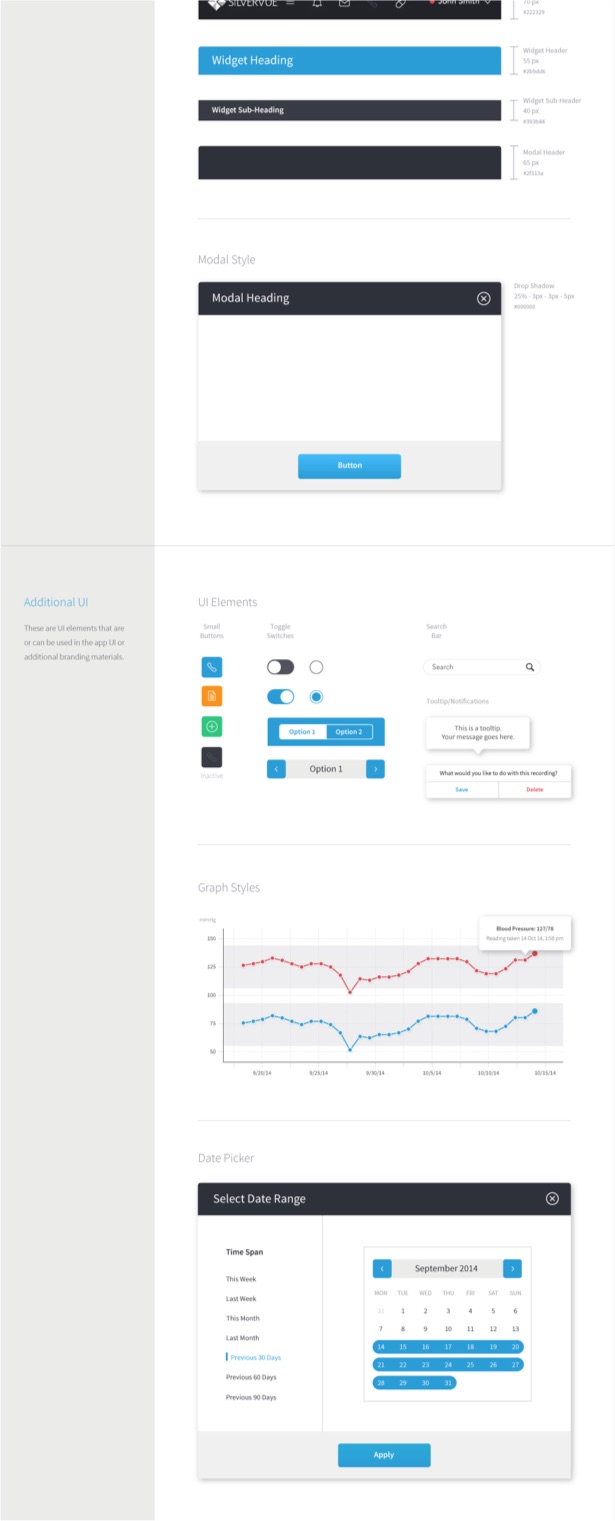 SILVERVUE
John Smith
70 px
#222329
Widget Heading
Widget Header
55 px
Widget Sub-Heading
Widget Sub-Header
40 px
#393b44
Modal Header
65 px
#2f313a
Modal Style
Modal Heading
Drop Shadow
25% - 3px - 3px - 5px
#000000
Button
Additional UI
These are UI elements that are
or can be used in the app UI or
additional branding materials.
UI Elements
Small
Buttons
Toggle
Switches
Search
Bar
Search
Tooltip/Notifications
Option 1
Option 2
This is a tooltip.
Your message goes here.
Option 1
What would you like to do with this recording?
Save
Delete
Inactive
Graph Styles
mmHg
Blood Pressure: 127/78
Reading taken 14 Oct 14, 1:58 pm
150
125
100
75
50
9/20/14
9/25/14
9/30/14
10/5/14
10/10/14
10/15/14
Date Picker
Select Date Range
Time Span
This Week
Last Week
This Month
Last Month
Previous 30 Days
Previous 60 Days
Previous 90 Days
September 2014
MON TUE WED THU FRI SAT SUN
31 1 2 3 4 5 6
7 8 9 10 11 12 13
14 15 16 17 18 19 20
21 22 23 24 25 26 27
28 29 30 31
Apply